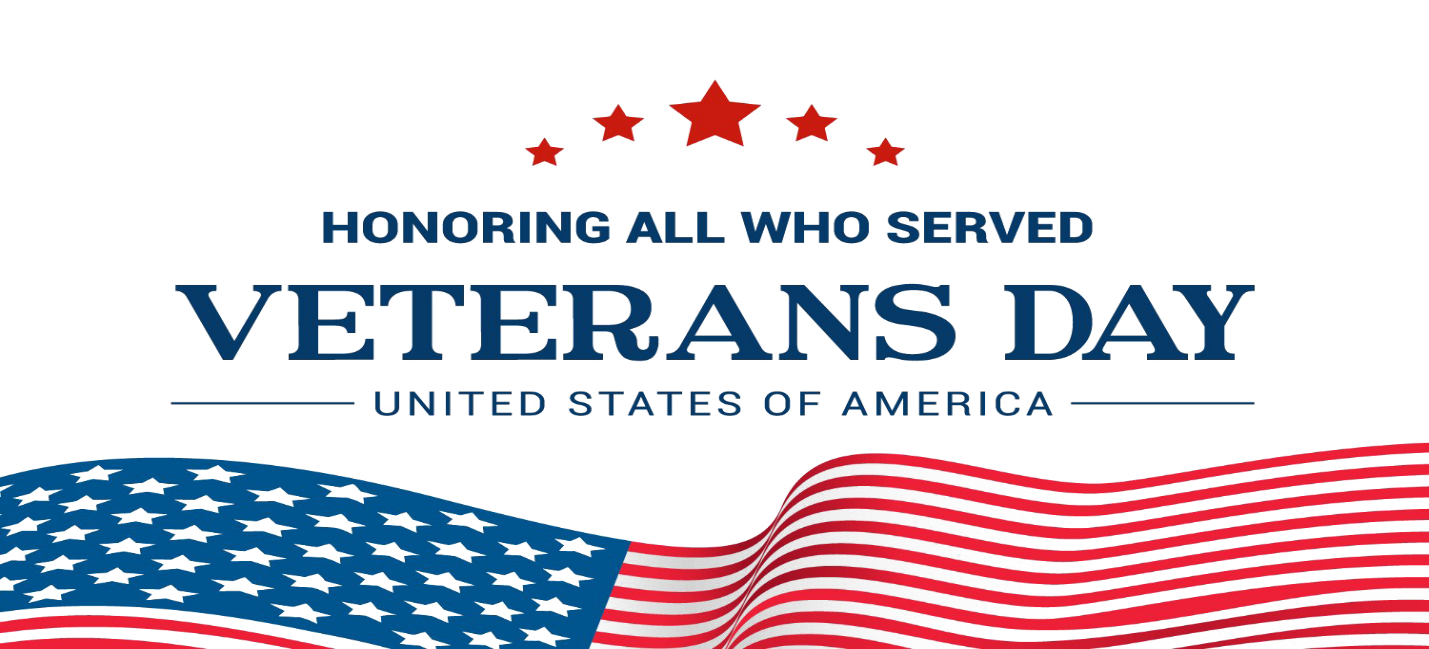 HONORING ALL WHO SERVED
VETERANS DAY
UNITED STATES OF AMERICA